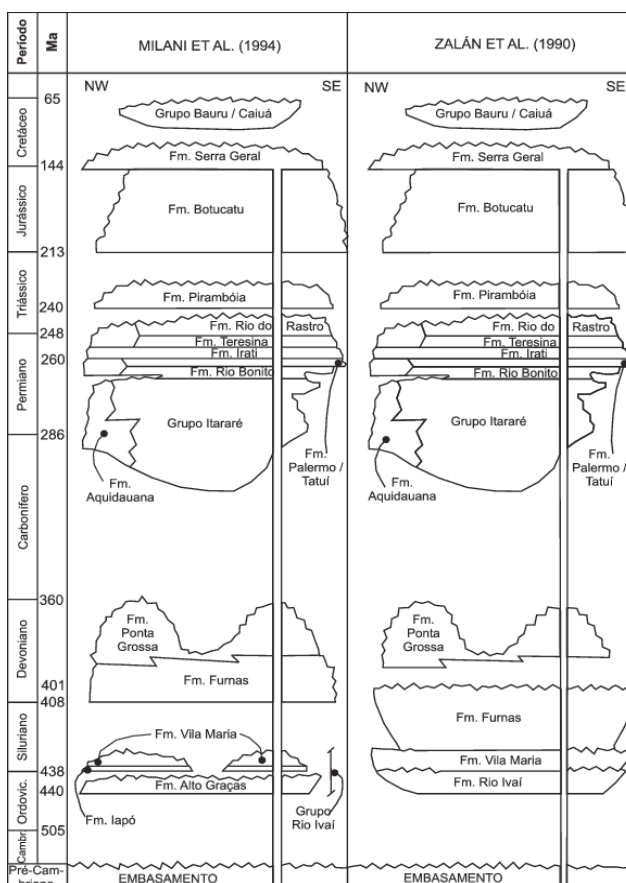 Período
Ma
MILANI ET AL. (1994)
ZALÁN ET AL. (1990)
NW
SE
NW
SE
Cretáceo
65
Grupo Bauru / Caiuá
Grupo Bauru / Caiuá
Fm. Serra Geral
Fm. Serra Geral
144
Jurássico
Fm. Botucatu
Fm. Botucatu
213
Triássico
Fm. Pirambóia
Fm. Pirambóia
240
248
Fm. Rio do Rastro
Fm. Rio do Rastro
Fm. Teresina
Fm. Teresina
Permiano
260
Fm. Irati
Fm. Irati
Fm. Rio Bonito
Fm. Rio Bonito
Grupo Itararé
Grupo Itararé
286
Fm.
Aquidauana
Fm.
Palermo /
Tatuí
Fm.
Aquidauana
Fm.
Palermo /
Tatuí
Carbonífero
360
Devoniano
Fm.
Ponta
Grossa
Fm.
Ponta
Grossa
401
Fm. Furnas
408
Fm. Furnas
Siluriano
Fm. Vila Maria
Fm. Vila Maria
438
Ordovic.
Fm. Alto Graças
Fm. Rio Ivaí
440
Fm. Iapó
Grupo
Rio Ivaí
505
Cambr.
Pré-Cam-
briano
EMBASAMENTO
EMBASAMENTO